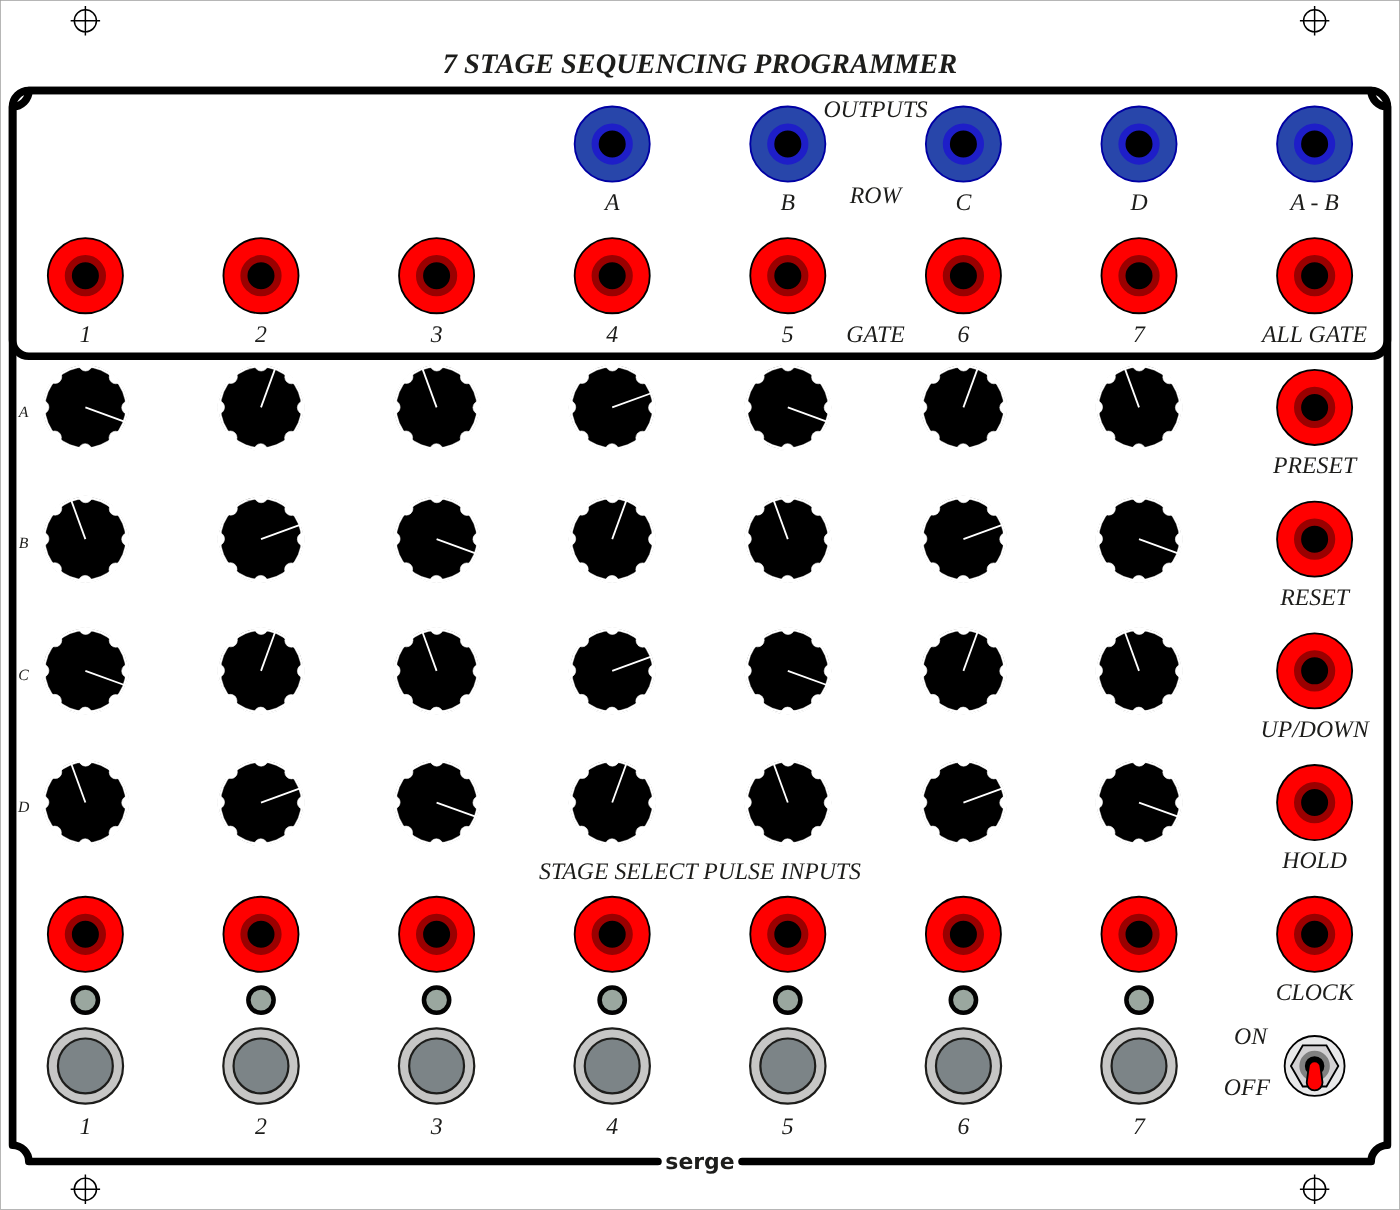 7 STAGE SEQUENCING PROGRAMMER
OUTPUTS
A B ROW C D A - B
1 2 3 4 5 GATE 6 7 ALL GATE
A
PRESET
B
RESET
C
UP/DOWN
D
HOLD
STAGE SELECT PULSE INPUTS
CLOCK
ON
OFF
1 2 3 4 5 6 7
serge